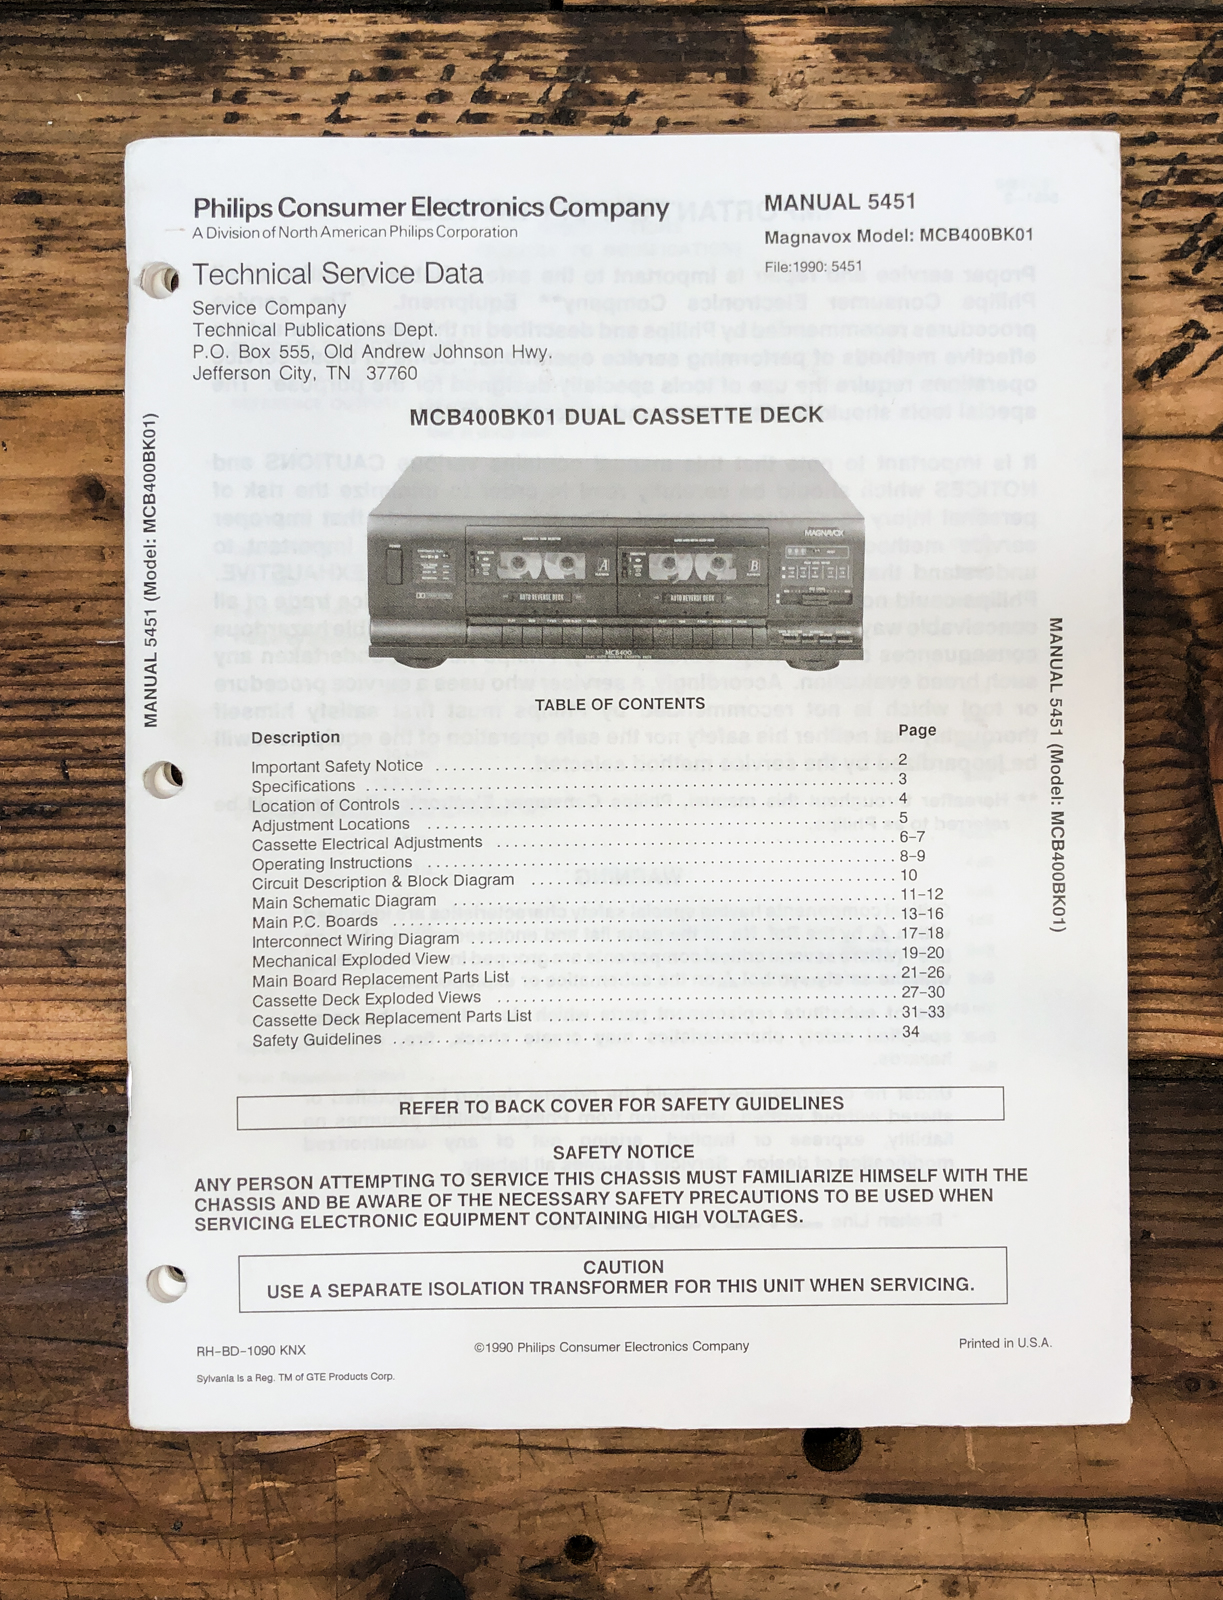 Philips Consumer Electronics Company
A Division of North American Philips Corporation
Technical Service Data
Service Company
Technical Publications Dept.
P.O. Box 555, Old Andrew Johnson Hwy.
Jefferson City, TN 37760
MANUAL 5451
Magnavox Model: MCB400BK01
File:1990: 5451
MANUAL 5451 (Model: MCB400BK01)
MCB400BK01 DUAL CASSETTE DECK
MAGNAVOX
A
B
AUTO REVERSE DECK
AUTO REVERSE DECK
MCB400
MANUAL 5451 (Model: MCB400BK01)
TABLE OF CONTENTS
Description Page
Important Safety Notice 2
Specifications 3
Location of Controls 4
Adjustment Locations 5
Cassette Electrical Adjustments 6-7
Operating Instructions 8-9
Circuit Description & Block Diagram 10
Main Schematic Diagram 11-12
Main P.C. Boards 13-16
Interconnect Wiring Diagram 17-18
Mechanical Exploded View 19-20
Main Board Replacement Parts List 21-26
Cassette Deck Exploded Views 27-30
Cassette Deck Replacement Parts List 31-33
Safety Guidelines 34
REFER TO BACK COVER FOR SAFETY GUIDELINES
SAFETY NOTICE
ANY PERSON ATTEMPTING TO SERVICE THIS CHASSIS MUST FAMILIARIZE HIMSELF WITH THE
CHASSIS AND BE AWARE OF THE NECESSARY SAFETY PRECAUTIONS TO BE USED WHEN
SERVICING ELECTRONIC EQUIPMENT CONTAINING HIGH VOLTAGES.
CAUTION
USE A SEPARATE ISOLATION TRANSFORMER FOR THIS UNIT WHEN SERVICING.
RH-BD-1090 KNX
©1990 Philips Consumer Electronics Company
Printed in U.S.A.
Sylvania is a Reg. TM of GTE Products Corp.